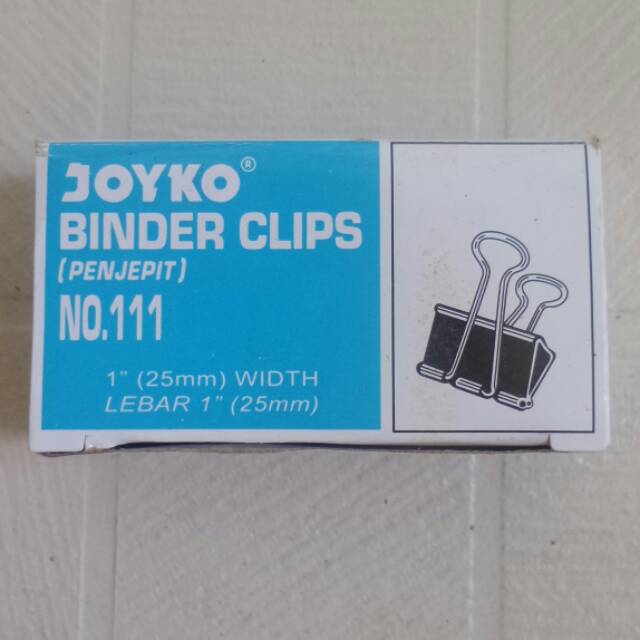 JOYKO®
BINDER CLIPS
(PENJEPIT)
NO.111
1" (25mm) WIDTH
LEBAR 1" (25mm)